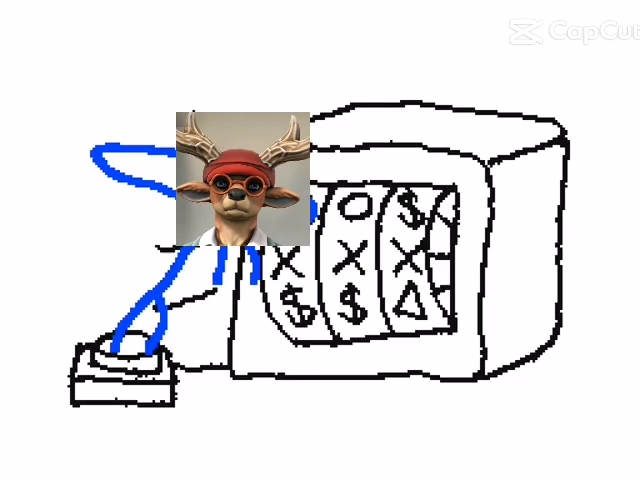 CapCut
O $
X X X
$ $ △